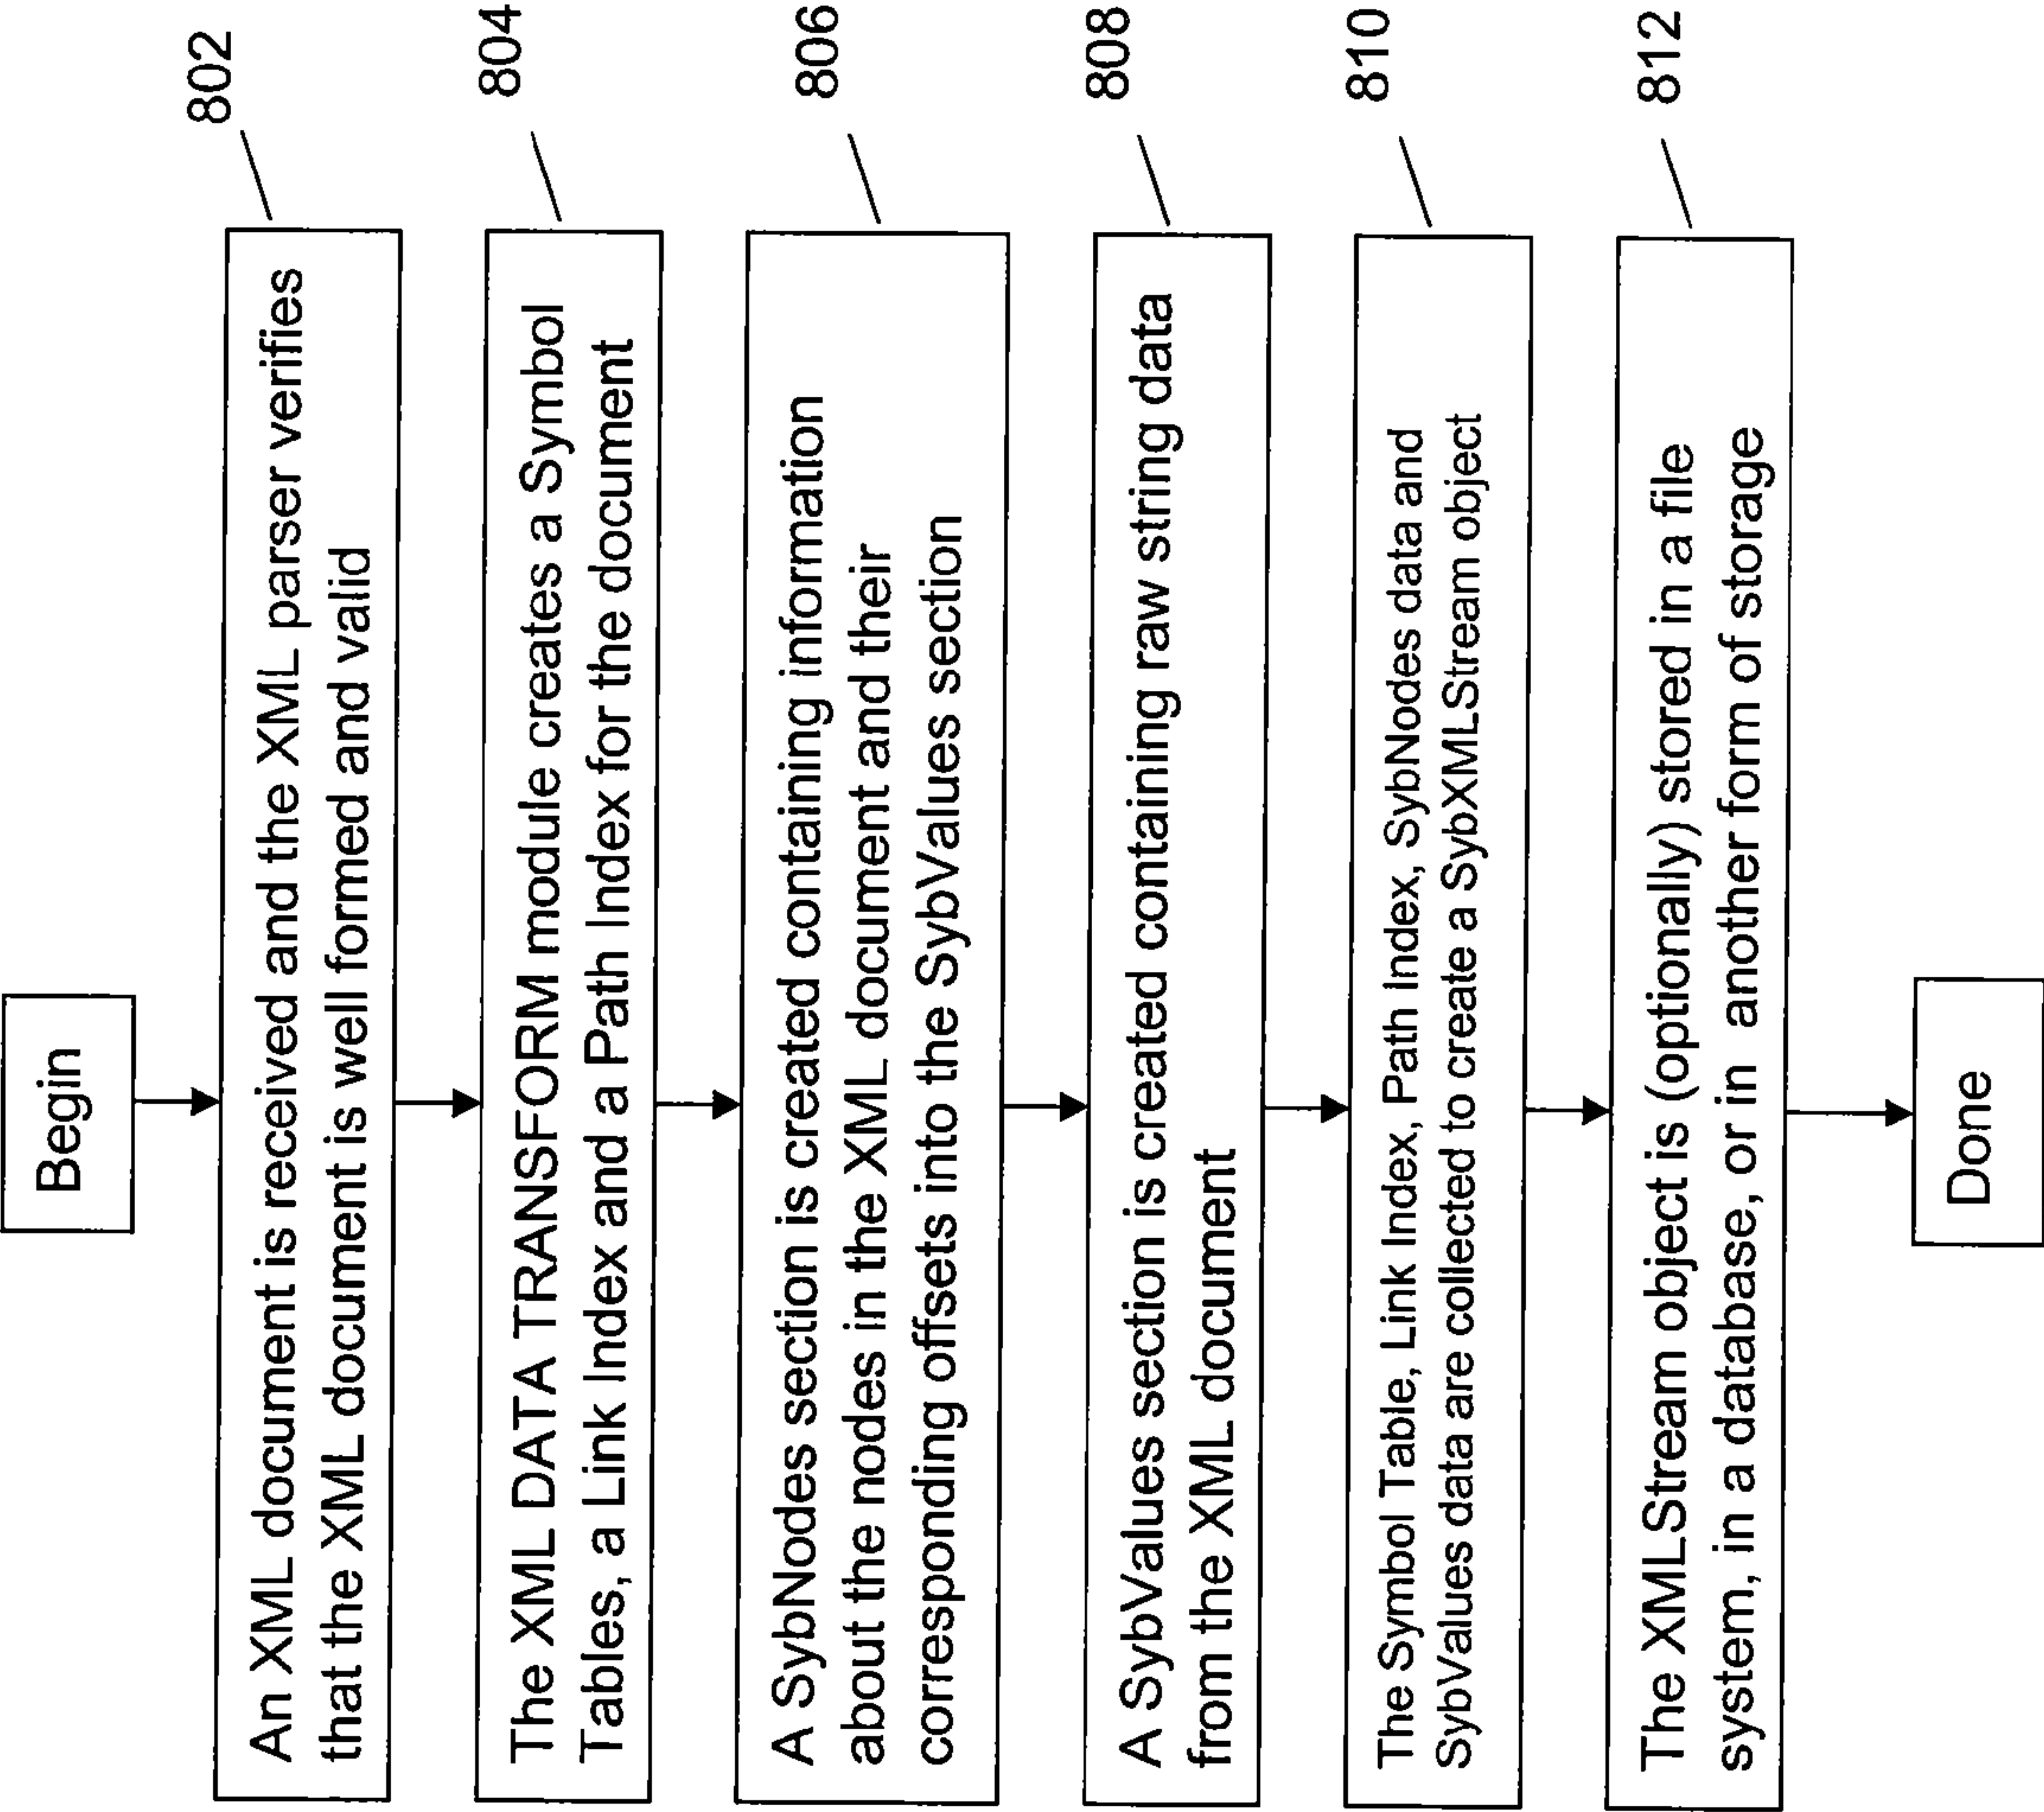 Begin
802
An XML document is received and the XML parser verifies
that the XML document is well formed and valid
804
The XML DATA TRANSFORM module creates a Symbol
Tables, a Link Index and a Path Index for the document
806
A SybNodes section is created containing information
about the nodes in the XML document and their
corresponding offsets into the SybValues section
808
A SybValues section is created containing raw string data
from the XML document
810
The Symbol Table, Link Index, Path Index, SybNodes data and
SybValues data are collected to create a SybXMLStream object
812
The XMLStream object is (optionally) stored in a file
system, in a database, or in another form of storage
Done